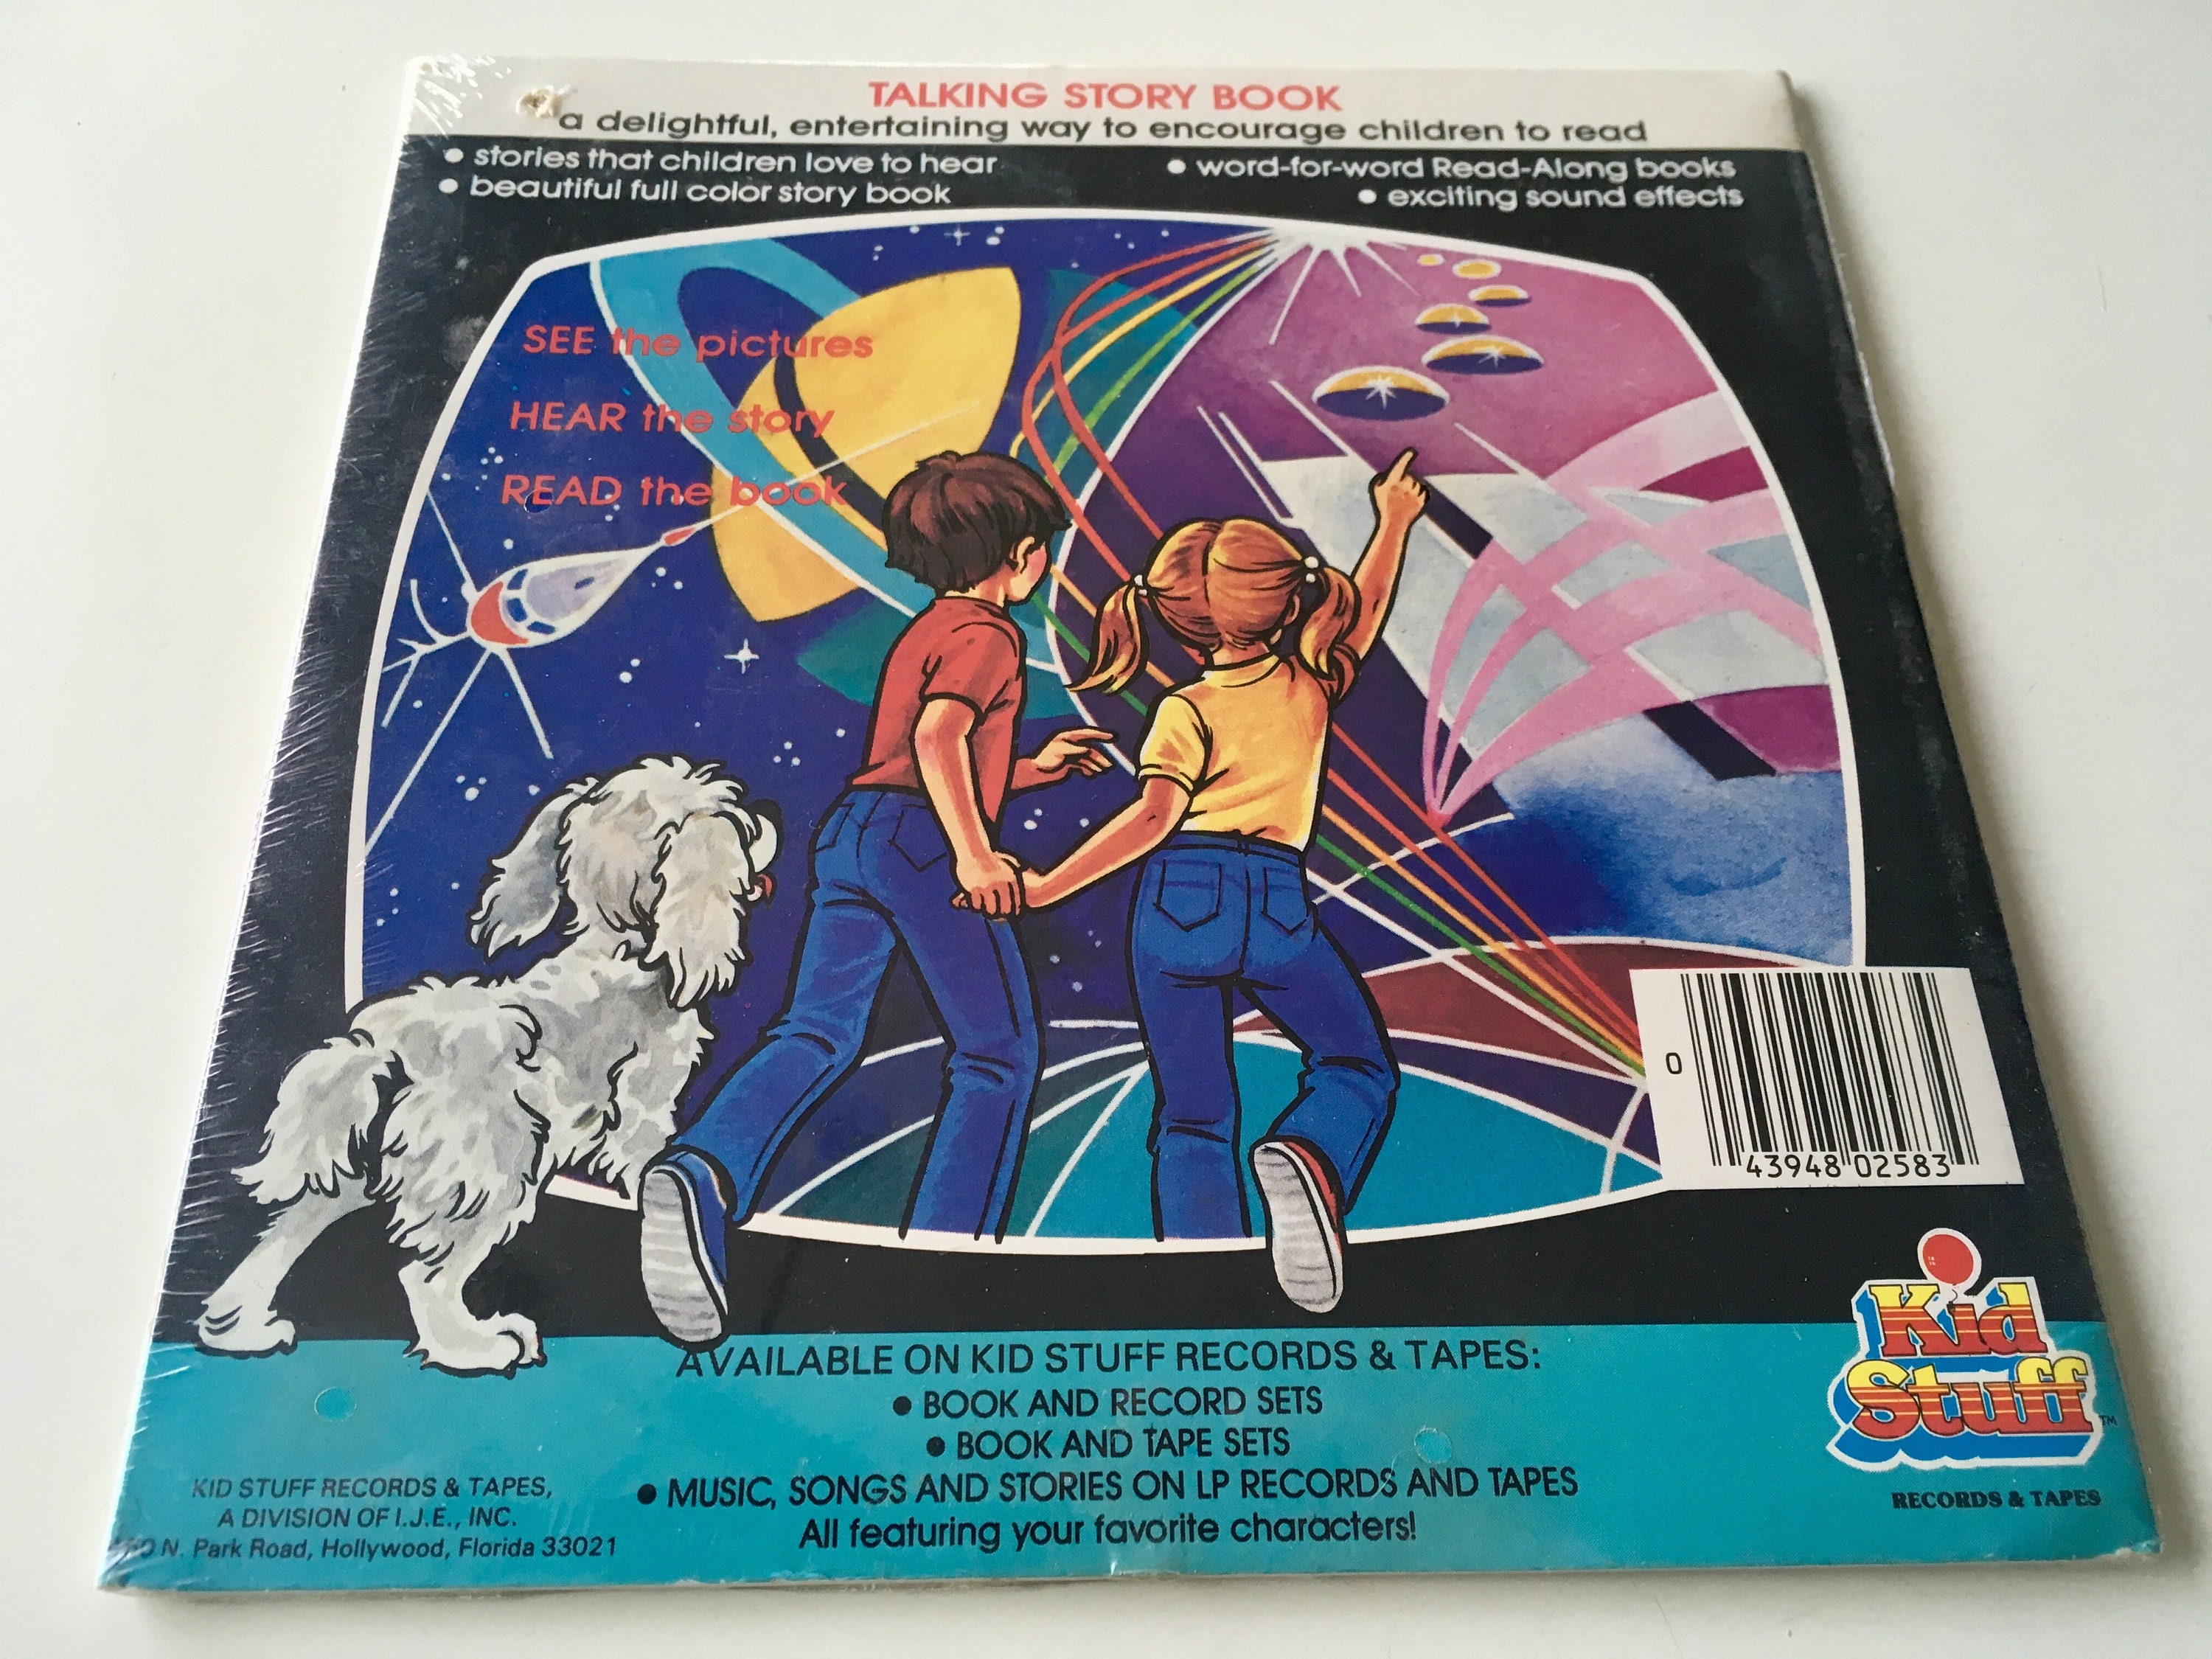 TALKING STORY BOOK
a delightful, entertaining way to encourage children to read
• stories that children love to hear
• beautiful full color story book
• word-for-word Read-Along books
• exciting sound effects
SEE the pictures
HEAR the story
READ the book
0
43948 02583
Kid
Stuff
TM
RECORDS & TAPES
AVAILABLE ON KID STUFF RECORDS & TAPES:
• BOOK AND RECORD SETS
• BOOK AND TAPE SETS
• MUSIC, SONGS AND STORIES ON LP RECORDS AND TAPES
All featuring your favorite characters!
KID STUFF RECORDS & TAPES,
A DIVISION OF I.J.E., INC.
N. Park Road, Hollywood, Florida 33021